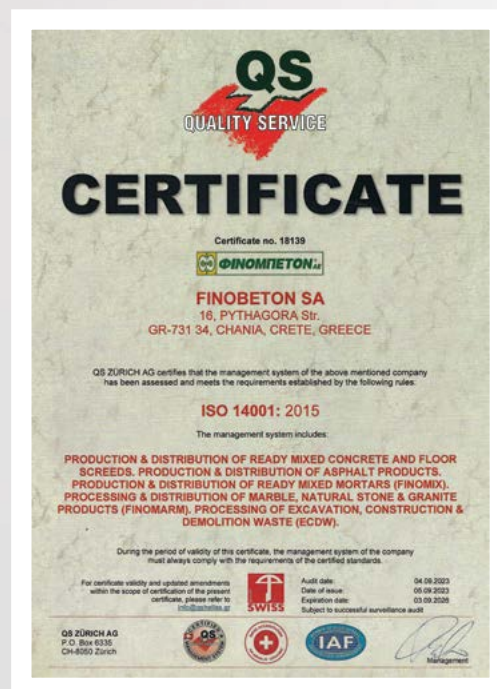 QS
QUALITY SERVICE
CERTIFICATE
Certificate no. 18139
ΦΙΝΟΜΠΕΤΟΝ ΑΕ
FINOBETON SA
16, PYTHAGORA Str.
GR-731 34, CHANIA, CRETE, GREECE
QS ZÜRICH AG certifies that the management system of the above mentioned company
has been assessed and meets the requirements established by the following rules:
ISO 14001: 2015
The management system includes:
PRODUCTION & DISTRIBUTION OF READY MIXED CONCRETE AND FLOOR
SCREEDS. PRODUCTION & DISTRIBUTION OF ASPHALT PRODUCTS.
PRODUCTION & DISTRIBUTION OF READY MIXED MORTARS (FINOMIX).
PROCESSING & DISTRIBUTION OF MARBLE, NATURAL STONE & GRANITE
PRODUCTS (FINOMARM). PROCESSING OF EXCAVATION, CONSTRUCTION &
DEMOLITION WASTE (ECDW).
During the period of validity of this certificate, the management system of the company
must always comply with the requirements of the certified standards.
For certificate validity and updated amendments
within the scope of certification of the present
certificate, please refer to
info@qshellas.gr
SWISS
Audit date: 04.09.2023
Date of issue: 05.09.2023
Expiration date: 03.09.2026
Subject to successful surveillance audit
QS ZÜRICH AG
P.O. Box 6335
CH-8050 Zürich
QS
IAF
Management